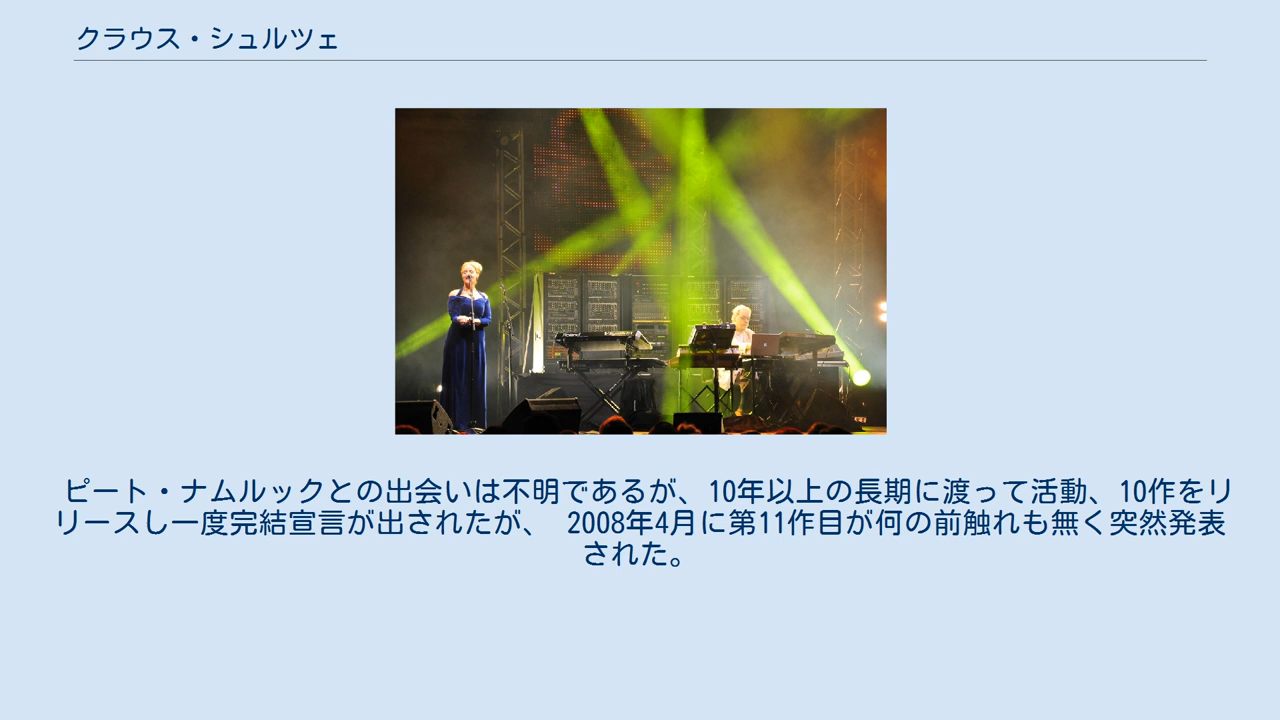 クラウス・シュルツェ
ピート・ナムルックとの出会いは不明であるが、10年以上の長期に渡って活動、10作をリ
リースし一度完結宣言が出されたが、 2008年4月に第11作目が何の前触れも無く突然発表
された。